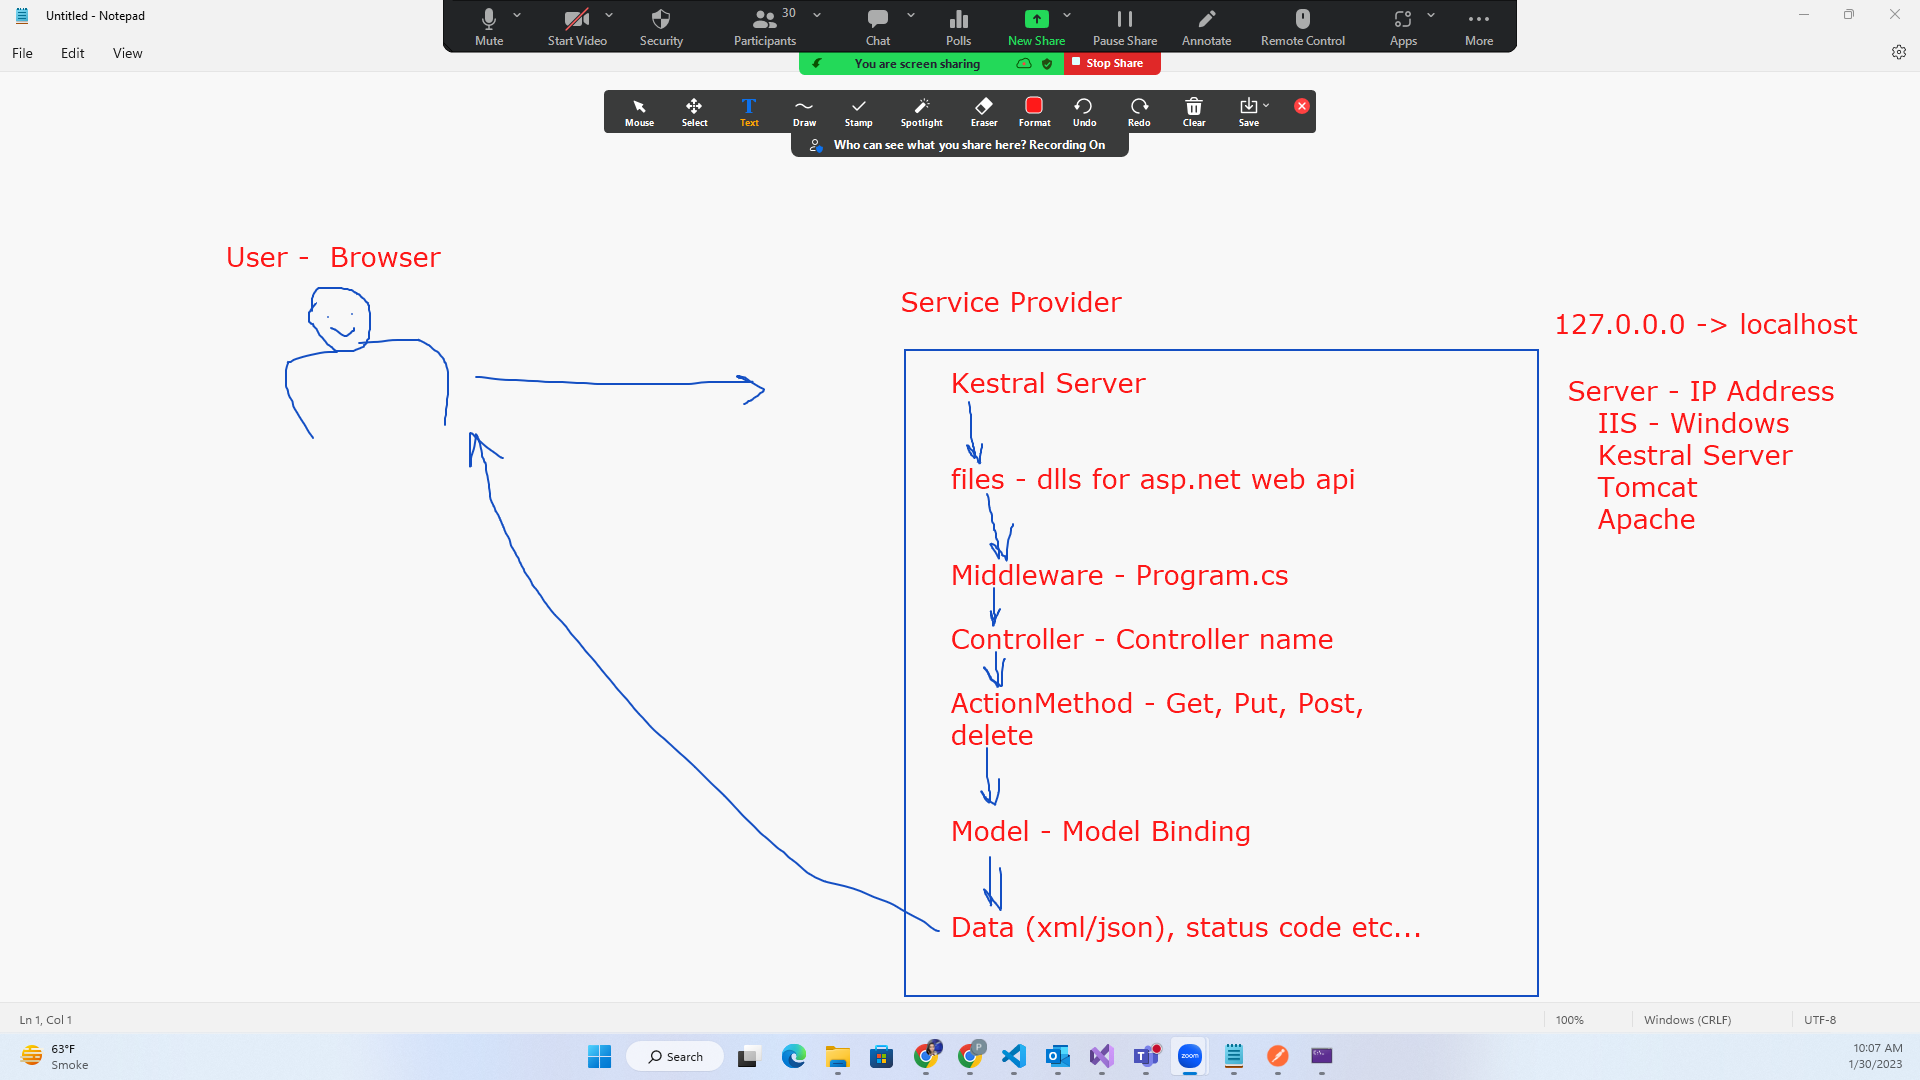 Untitled - Notepad
File Edit View
Mute Start Video Security Participants 30 Chat Polls New Share Pause Share Annotate Remote Control Apps More
You are screen sharing Stop Share
Mouse Select Text Draw Stamp Spotlight Eraser Format Undo Redo Clear Save
Who can see what you share here? Recording On
User - Browser
Service Provider
127.0.0.0 -> localhost
Kestral Server
files - dlls for asp.net web api
Middleware - Program.cs
Controller - Controller name
ActionMethod - Get, Put, Post,
delete
Model - Model Binding
Data (xml/json), status code etc...
Server - IP Address
IIS - Windows
Kestral Server
Tomcat
Apache
Ln 1, Col 1
100%
Windows (CRLF)
UTF-8
63°F
Smoke
Search
P
zoom
10:07 AM
1/30/2023